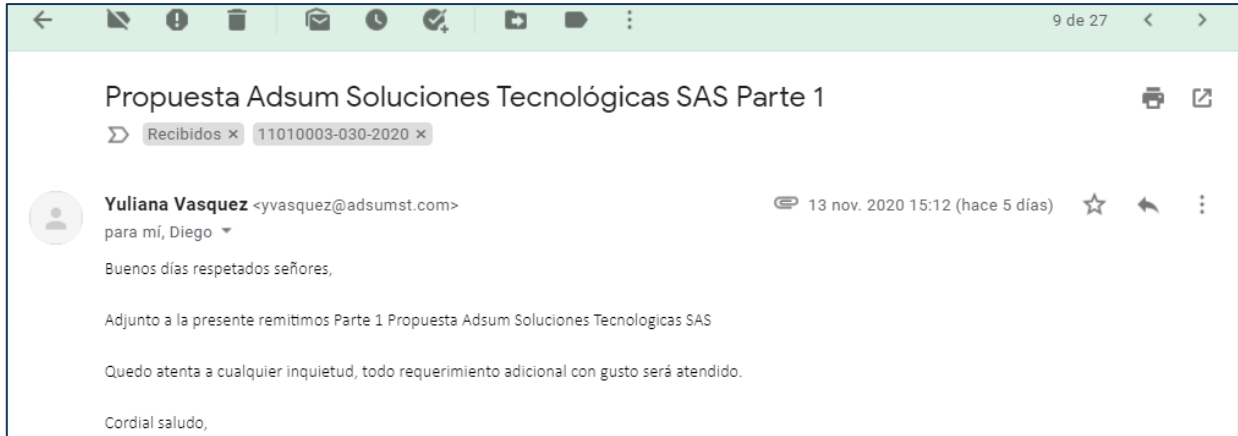 9 de 27
Propuesta Adsum Soluciones Tecnológicas SAS Parte 1
Recibidos × 11010003-030-2020 ×
Yuliana Vasquez <yvasquez@adsumst.com> 13 nov. 2020 15:12 (hace 5 días)
para mí, Diego
Buenos días respetados señores,
Adjunto a la presente remitimos Parte 1 Propuesta Adsum Soluciones Tecnologicas SAS
Quedo atenta a cualquier inquietud, todo requerimiento adicional con gusto será atendido.
Cordial saludo,